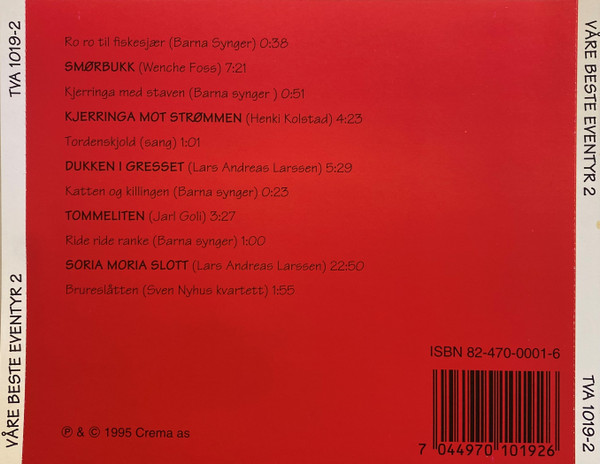 Ro ro til fiskesjær (Barna Synger) 0:38
SMØRBUKK (Wenche Foss) 7:21
Kjerringa med staven (Barna synger ) 0:51
KJERRINGA MOT STRØMMEN (Henki Kolstad) 4:23
Tordenskjold (sang) 1:01
DUKKEN I GRESSET (Lars Andreas Larssen) 5:29
Katten og killingen (Barna synger) 0:23
TOMMELITEN (Jarl Goli) 3:27
Ride ride ranke (Barna synger) 1:00
SORIA MORIA SLOTT (Lars Andreas Larssen) 22:50
Brureslåtten (Sven Nyhus kvartett) 1:55
ISBN 82-470-0001-6
7 044970 101926
℗ & © 1995 Crema as
VÅRE BESTE EVENTYR 2
TVA 1019-2
VÅRE BESTE EVENTYR 2
TVA 1019-2